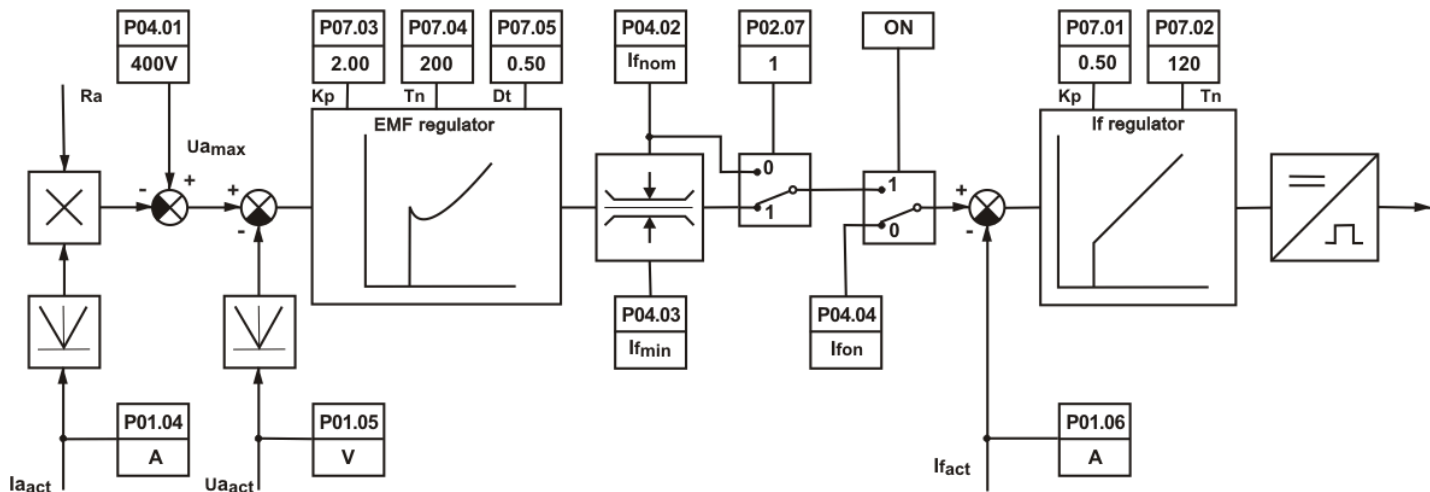 P04.01
400V
P07.03
2.00
P07.04
200
P07.05
0.50
P04.02
Ifnom
P02.07
1
ON
P07.01
0.50
P07.02
120
Ra
Kp
Tn
Dt
Kp
Tn
EMF regulator
If regulator
Uamax
- +
+
-
0
1
1
0
+
-
P04.03
Ifmin
P04.04
Ifon
P01.04
A
P01.05
V
P01.06
A
Iaact
Uaact
Ifact